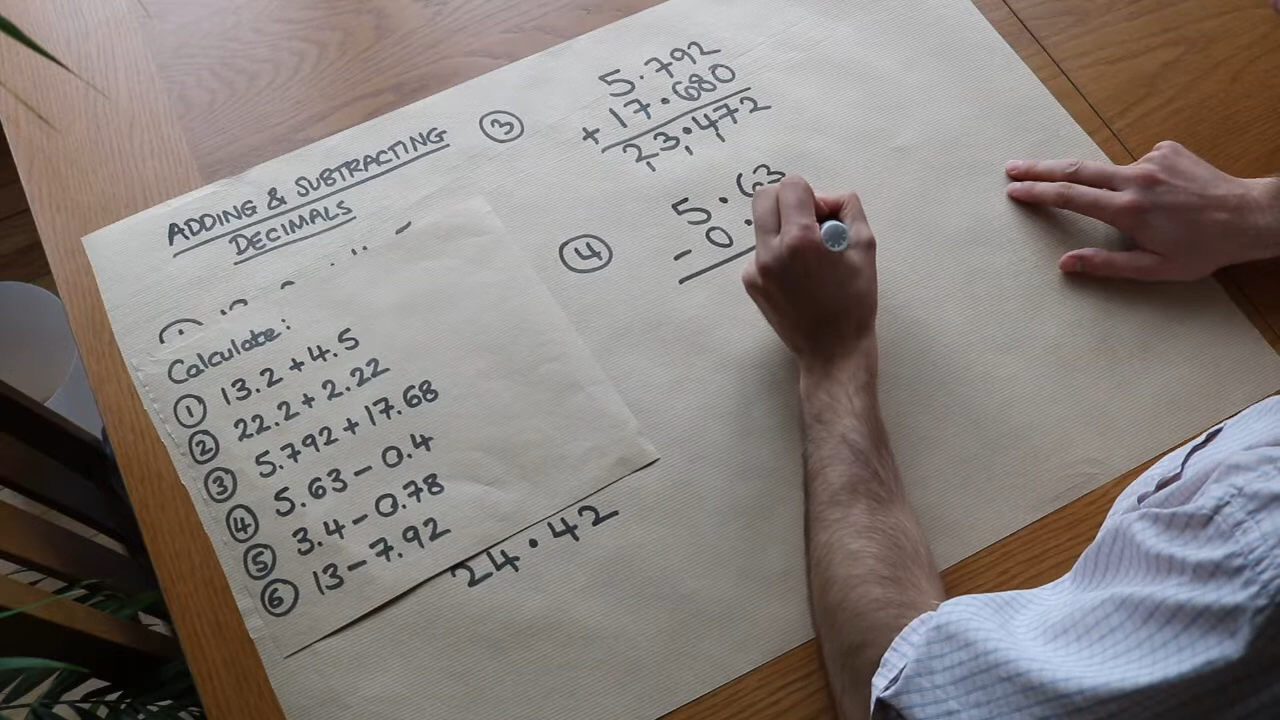 ADDING & SUBTRACTING
DECIMALS
Calculate:
① 13.2 + 4.5
② 22.2 + 2.22
③ 5.792 + 17.68
④ 5.63 - 0.4
⑤ 3.4 - 0.78
⑥ 13 - 7.92
24.42
③
5.792
+ 17.680
23.472
④
5.63
- 0.